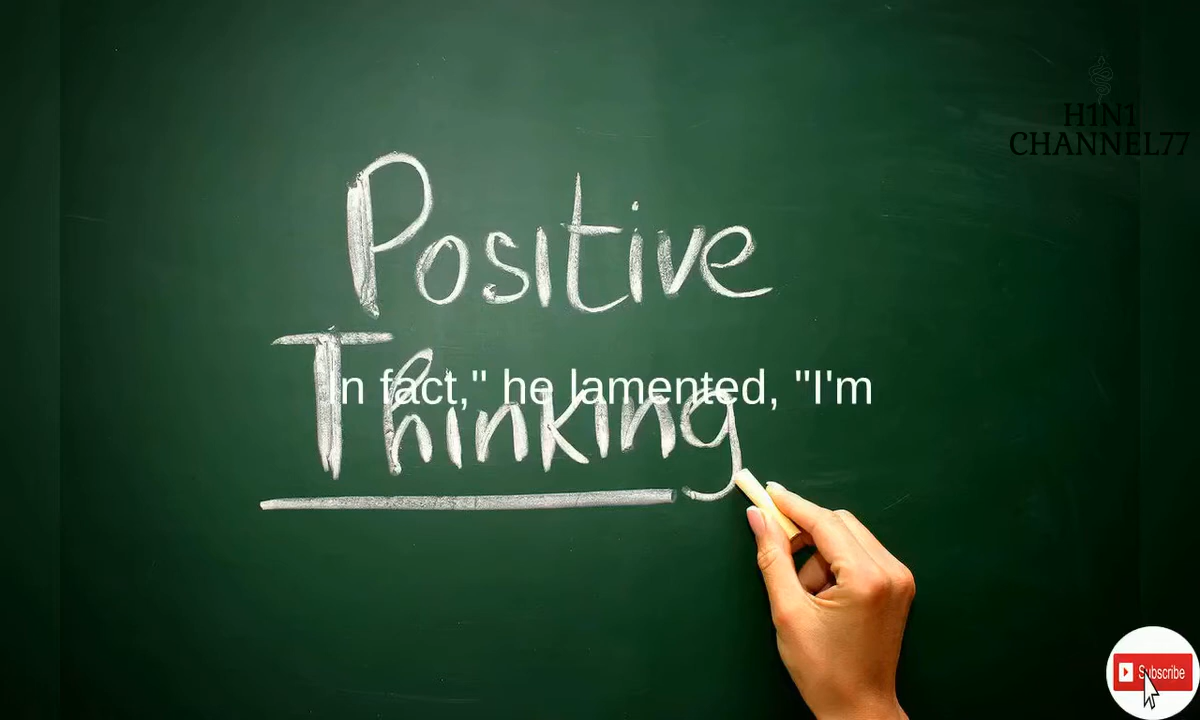 H1N1
CHANNEL77
Positive
Thinking
In fact," he lamented, "I'm
Subscribe